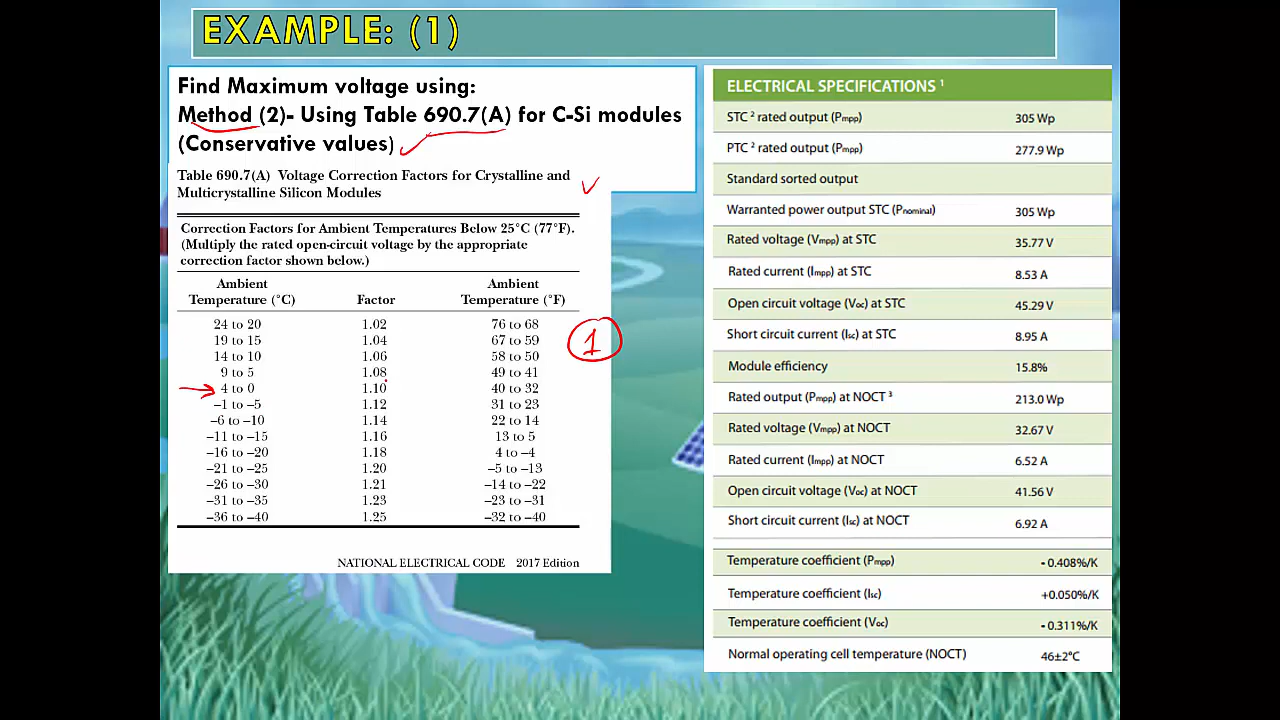 EXAMPLE: (1)
Find Maximum voltage using:
Method (2)- Using Table 690.7(A) for C-Si modules
(Conservative values)
Table 690.7(A) Voltage Correction Factors for Crystalline and
Multicrystalline Silicon Modules
Correction Factors for Ambient Temperatures Below 25°C (77°F).
(Multiply the rated open-circuit voltage by the appropriate
correction factor shown below.)
Ambient Ambient
Temperature (°C) Factor Temperature (°F)
24 to 20 1.02 76 to 68
19 to 15 1.04 67 to 59
14 to 10 1.06 58 to 50
9 to 5 1.08 49 to 41
4 to 0 1.10 40 to 32
–1 to –5 1.12 31 to 23
–6 to –10 1.14 22 to 14
–11 to –15 1.16 13 to 5
–16 to –20 1.18 4 to –4
–21 to –25 1.20 –5 to –13
–26 to –30 1.21 –14 to –22
–31 to –35 1.23 –23 to –31
–36 to –40 1.25 –32 to –40
NATIONAL ELECTRICAL CODE 2017 Edition
1
ELECTRICAL SPECIFICATIONS 1
STC 2 rated output (Pmpp) 305 Wp
PTC 2 rated output (Pmpp) 277.9 Wp
Standard sorted output
Warranted power output STC (Pnominal) 305 Wp
Rated voltage (Vmpp) at STC 35.77 V
Rated current (Impp) at STC 8.53 A
Open circuit voltage (Voc) at STC 45.29 V
Short circuit current (Isc) at STC 8.95 A
Module efficiency 15.8%
Rated output (Pmpp) at NOCT 3 213.0 Wp
Rated voltage (Vmpp) at NOCT 32.67 V
Rated current (Impp) at NOCT 6.52 A
Open circuit voltage (Voc) at NOCT 41.56 V
Short circuit current (Isc) at NOCT 6.92 A
Temperature coefficient (Pmpp) - 0.408%/K
Temperature coefficient (Isc) +0.050%/K
Temperature coefficient (Voc) - 0.311%/K
Normal operating cell temperature (NOCT) 46±2°C